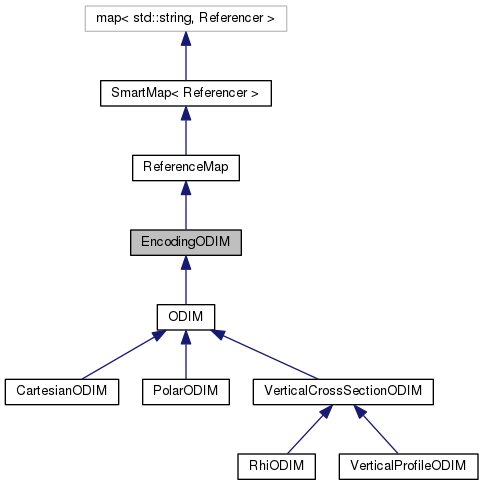 map< std::string, Referencer >
SmartMap< Referencer >
ReferenceMap
EncodingODIM
ODIM
CartesianODIM
PolarODIM
VerticalCrossSectionODIM
RhiODIM
VerticalProfileODIM